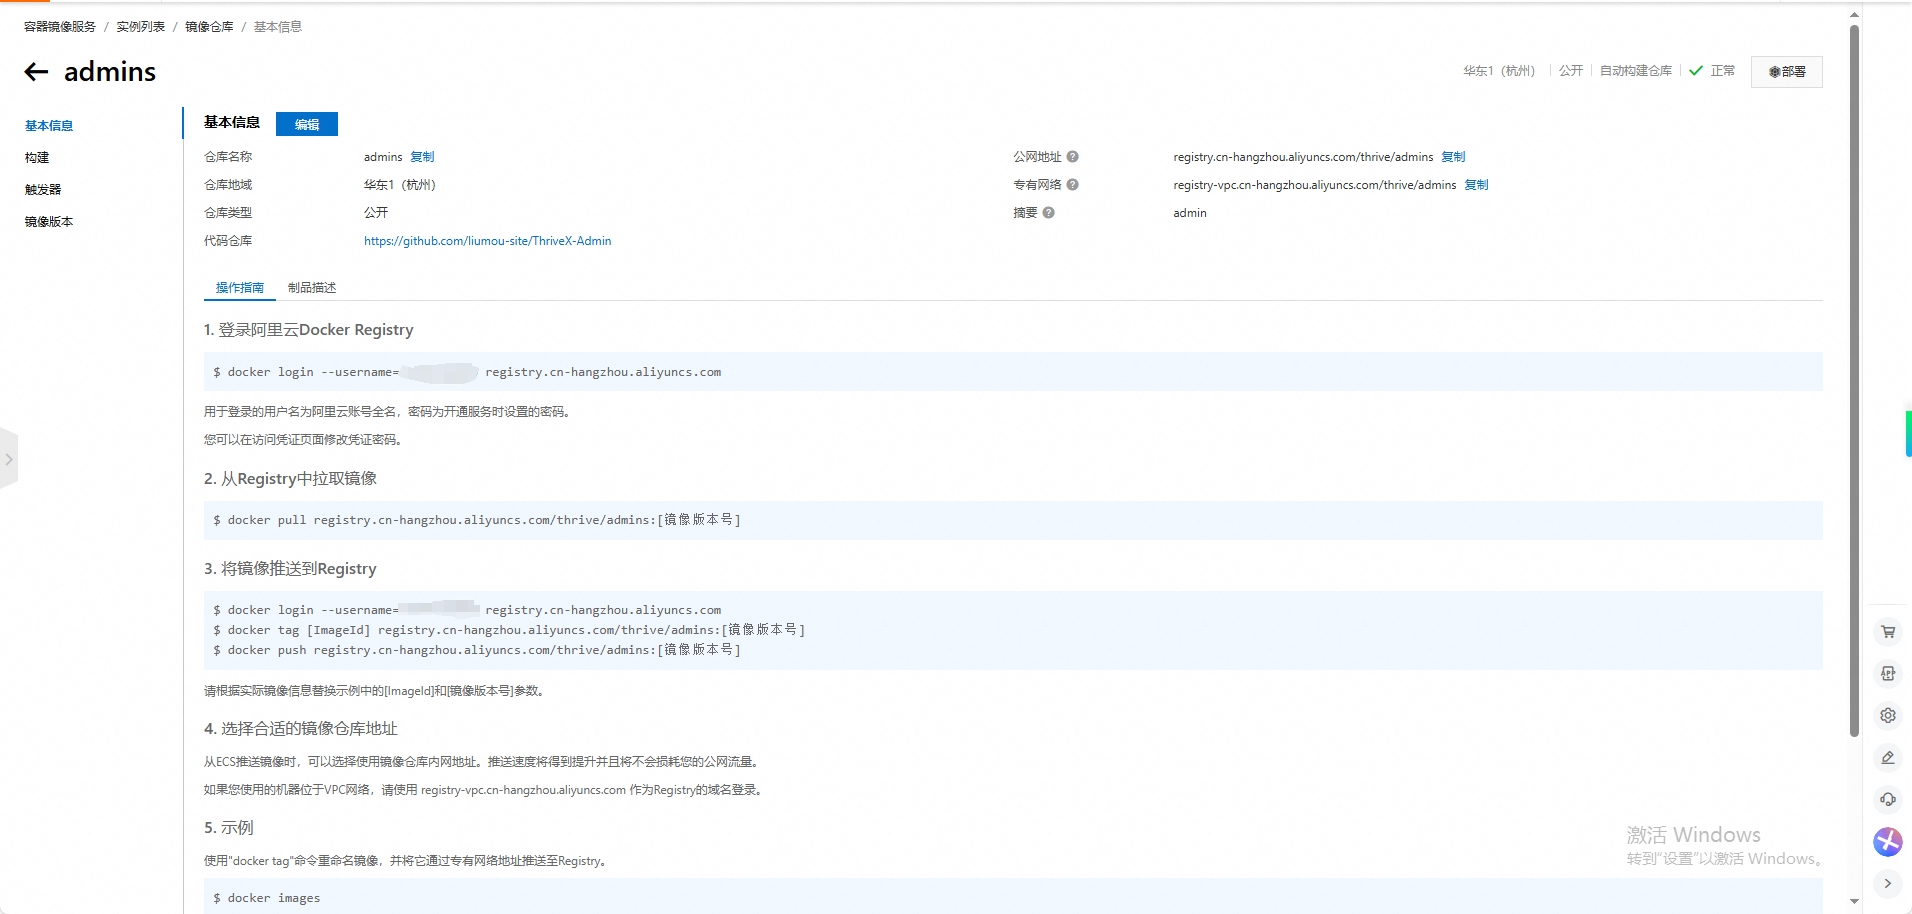 容器镜像服务 / 实例列表 / 镜像仓库 / 基本信息
admins
华东1（杭州） 公开 自动构建仓库 正常 部署
基本信息
构建
触发器
镜像版本
基本信息 编辑
仓库名称 admins 复制
仓库地域 华东1（杭州）
仓库类型 公开
代码仓库 https://github.com/liumou-site/ThriveX-Admin
公网地址 registry.cn-hangzhou.aliyuncs.com/thrive/admins 复制
专有网络 registry-vpc.cn-hangzhou.aliyuncs.com/thrive/admins 复制
摘要 admin
操作指南 制品描述
1. 登录阿里云Docker Registry
$ docker login --username= registry.cn-hangzhou.aliyuncs.com
用于登录的用户名为阿里云账号全名，密码为开通服务时设置的密码。
您可以在访问凭证页面修改凭证密码。
2. 从Registry中拉取镜像
$ docker pull registry.cn-hangzhou.aliyuncs.com/thrive/admins:[镜像版本号]
3. 将镜像推送到Registry
$ docker login --username= registry.cn-hangzhou.aliyuncs.com
$ docker tag [ImageId] registry.cn-hangzhou.aliyuncs.com/thrive/admins:[镜像版本号]
$ docker push registry.cn-hangzhou.aliyuncs.com/thrive/admins:[镜像版本号]
请根据实际镜像信息替换示例中的[ImageId]和[镜像版本号]参数。
4. 选择合适的镜像仓库地址
从ECS推送镜像时，可以选择使用镜像仓库内网地址。推送速度将得到提升并且将不会损耗您的公网流量。
如果您使用的机器位于VPC网络，请使用 registry-vpc.cn-hangzhou.aliyuncs.com 作为Registry的域名登录。
5. 示例
使用"docker tag"命令重命名镜像，并将它通过专有网络地址推送至Registry。
$ docker images
激活 Windows
转到"设置"以激活 Windows。